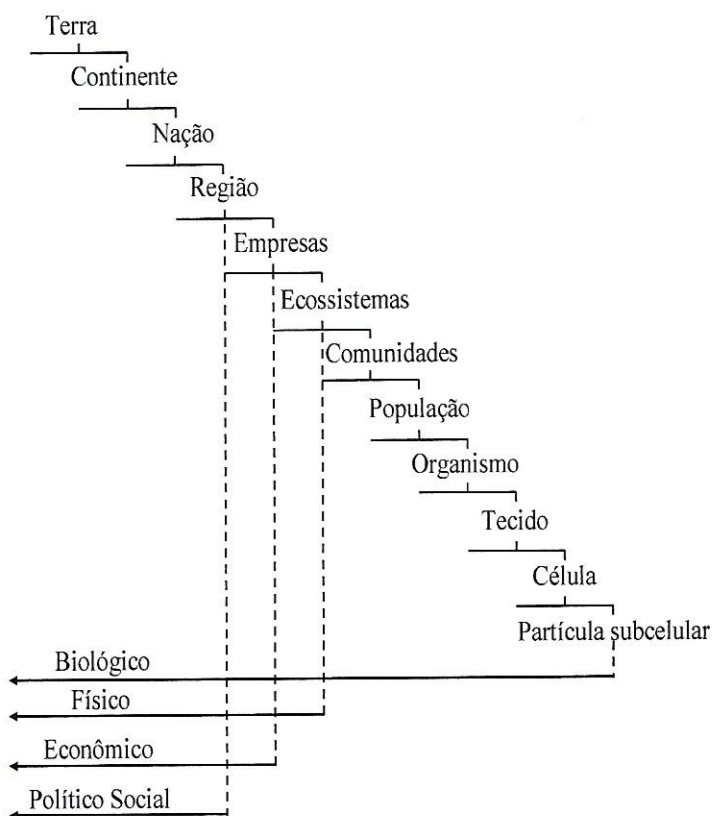 Terra
Continente
Nação
Região
Empresas
Ecossistemas
Comunidades
População
Organismo
Tecido
Célula
Partícula subcelular
Biológico
Físico
Econômico
Político Social